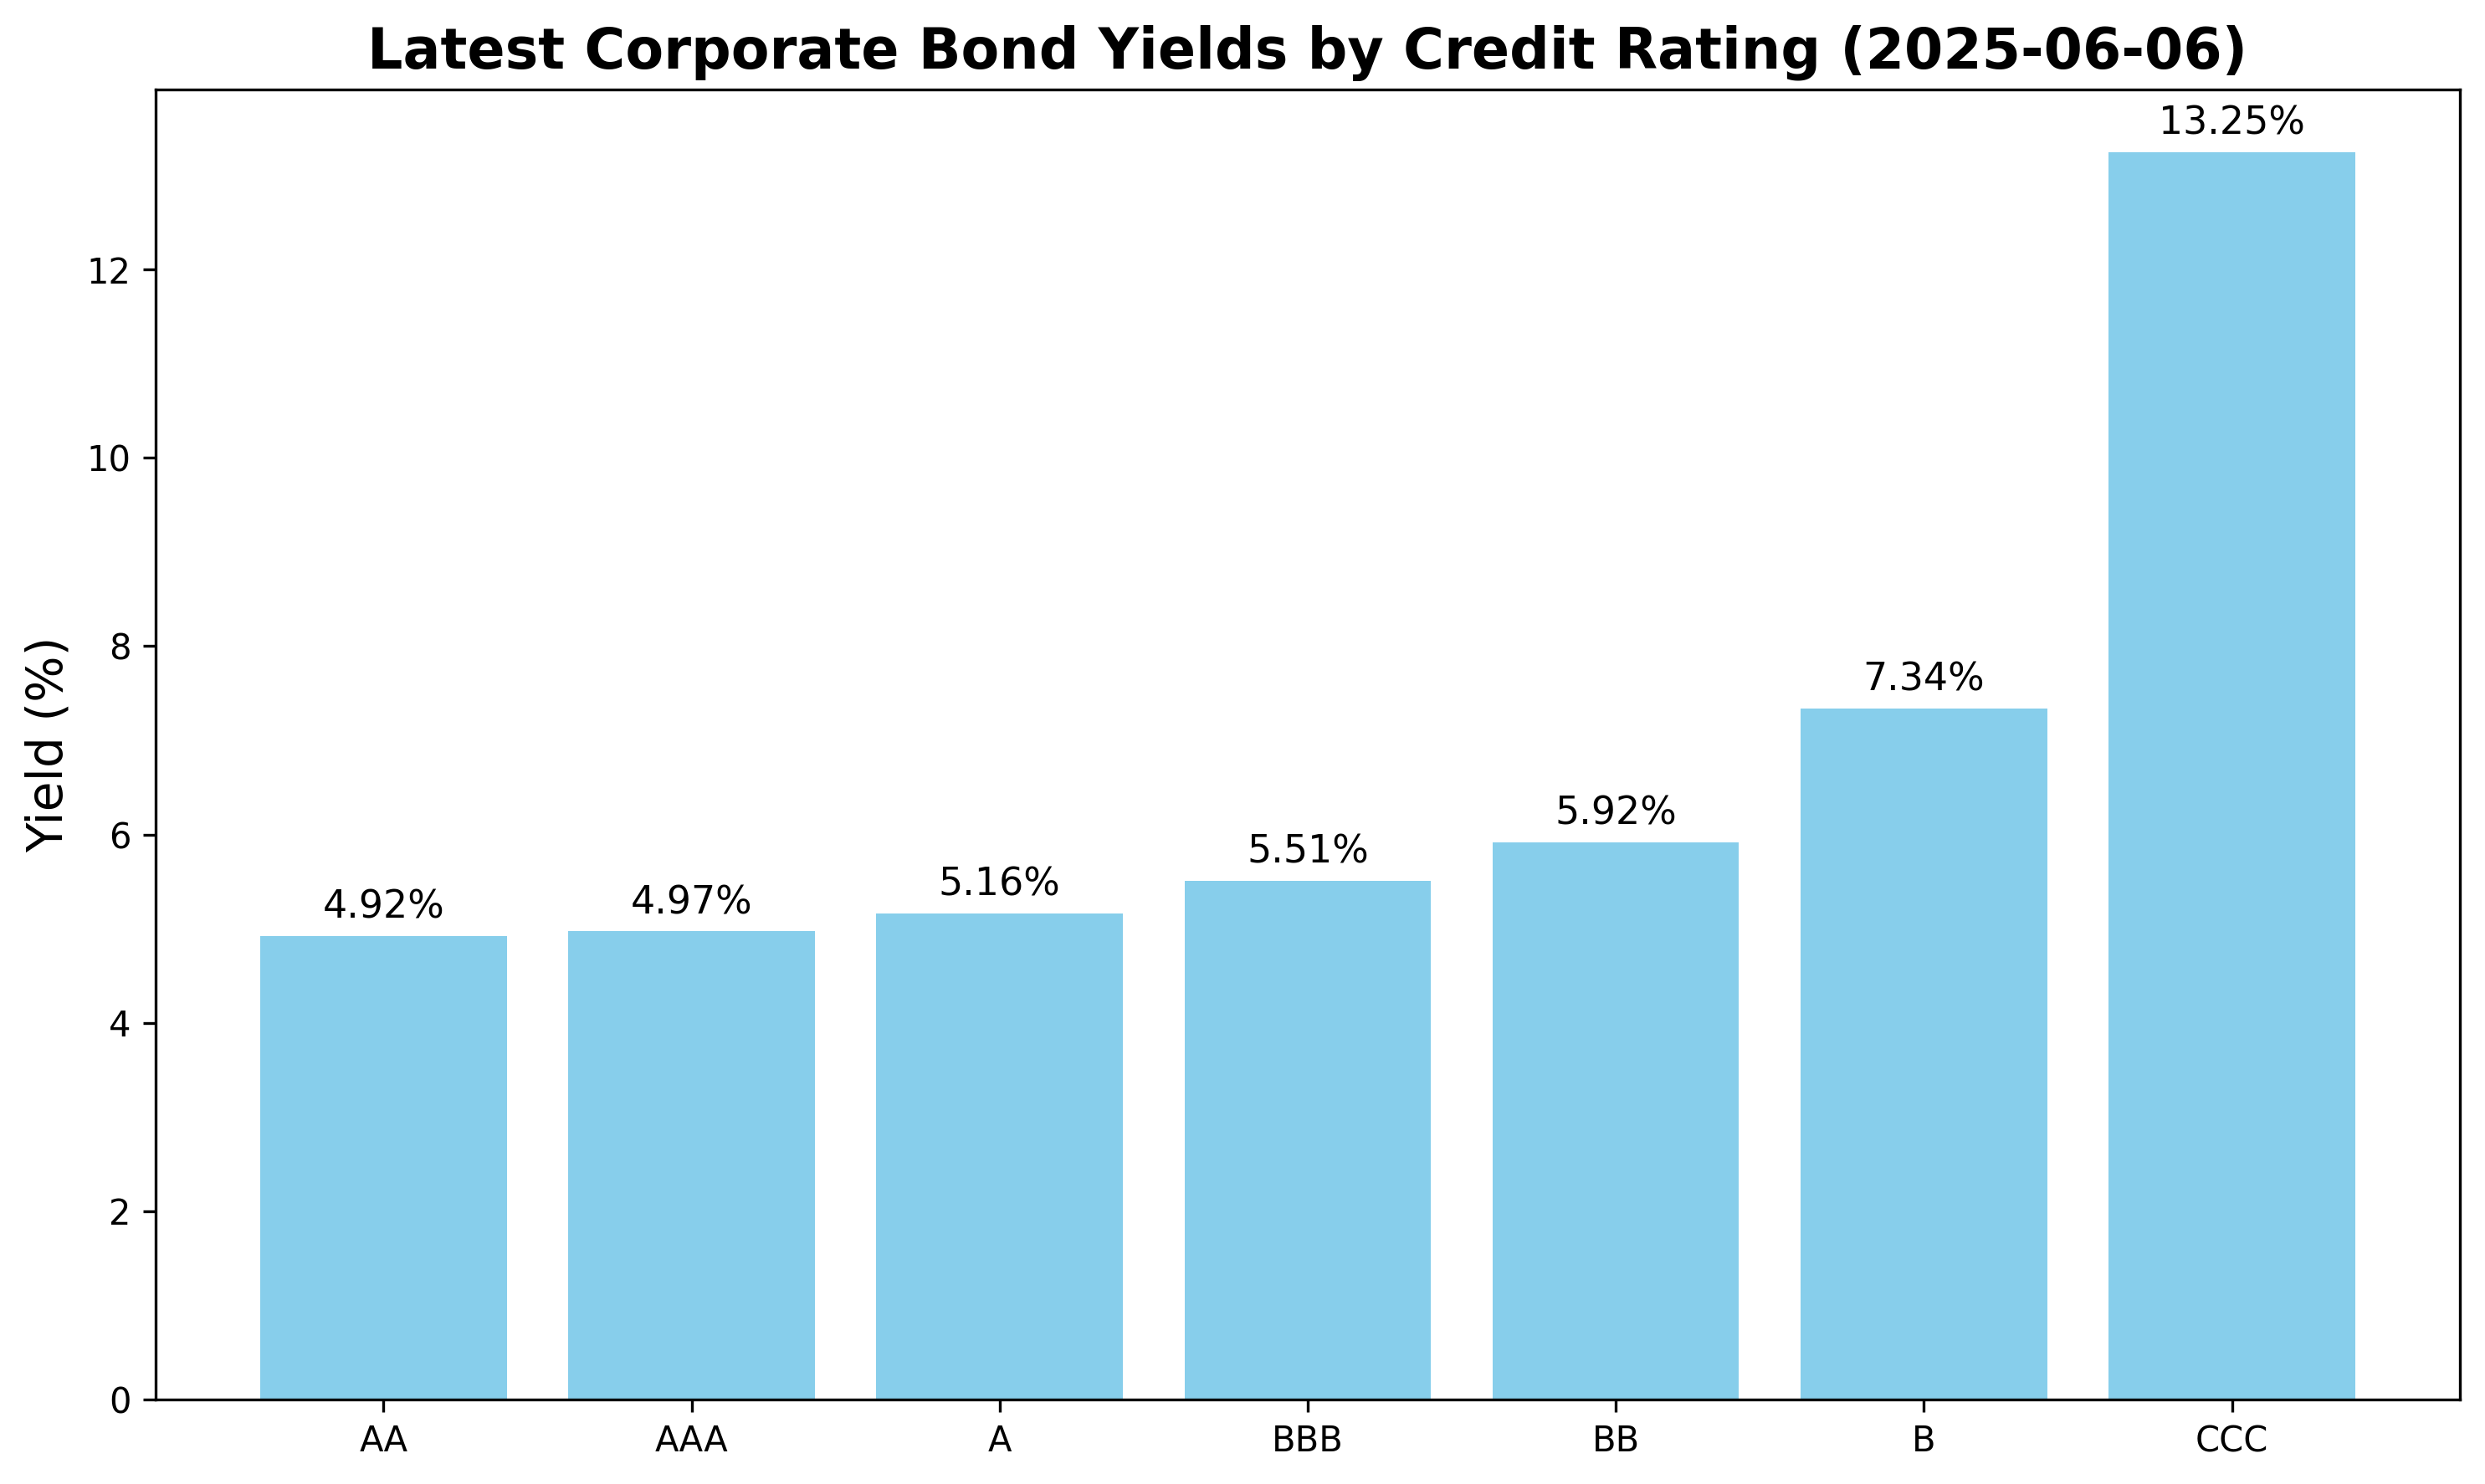 Latest Corporate Bond Yields by Credit Rating (2025-06-06)
Yield (%)
12
10
8
6
4
2
0
4.92%
4.97%
5.16%
5.51%
5.92%
7.34%
13.25%
AA
AAA
A
BBB
BB
B
CCC